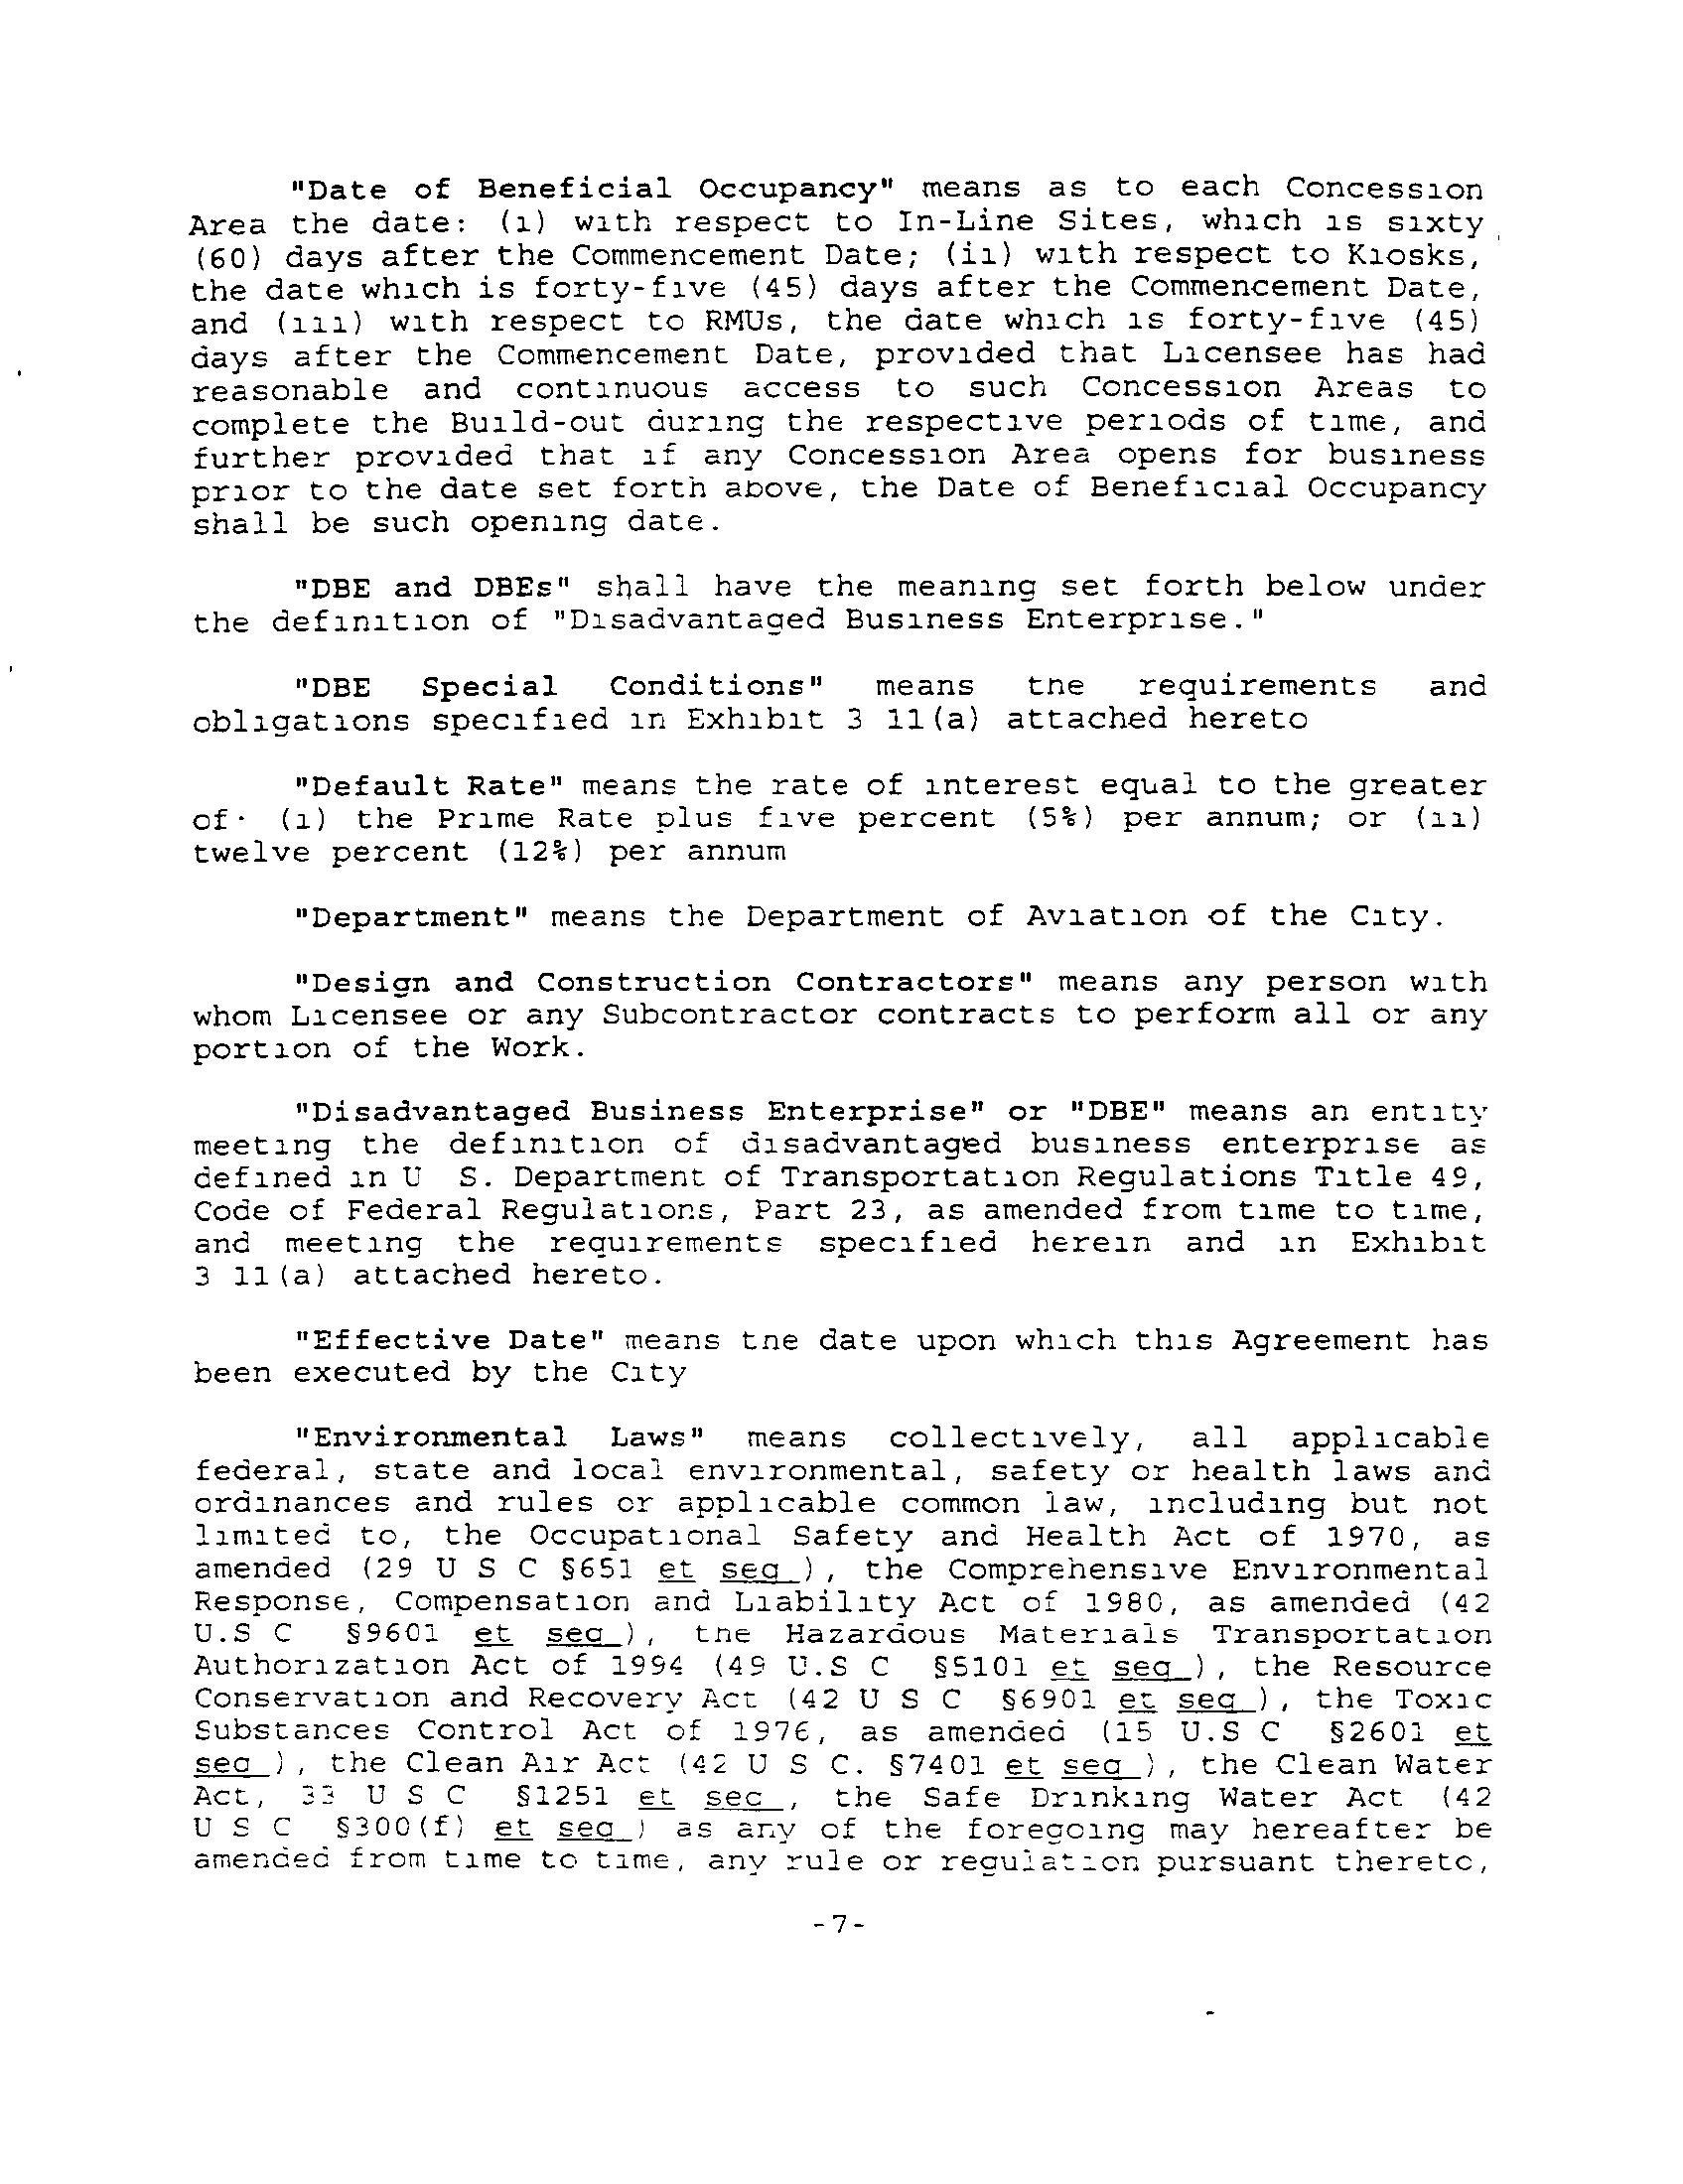 "Date of Beneficial Occupancy" means as to each Concession
Area the date: (i) with respect to In-Line Sites, which is sixty
(60) days after the Commencement Date; (ii) with respect to Kiosks,
the date which is forty-five (45) days after the Commencement Date,
and (iii) with respect to RMUs, the date which is forty-five (45)
days after the Commencement Date, provided that Licensee has had
reasonable and continuous access to such Concession Areas to
complete the Build-out during the respective periods of time, and
further provided that if any Concession Area opens for business
prior to the date set forth above, the Date of Beneficial Occupancy
shall be such opening date.
"DBE and DBEs" shall have the meaning set forth below under
the definition of "Disadvantaged Business Enterprise."
"DBE Special Conditions" means the requirements and
obligations specified in Exhibit 3 11(a) attached hereto
"Default Rate" means the rate of interest equal to the greater
of· (i) the Prime Rate plus five percent (5%) per annum; or (ii)
twelve percent (12%) per annum
"Department" means the Department of Aviation of the City.
"Design and Construction Contractors" means any person with
whom Licensee or any Subcontractor contracts to perform all or any
portion of the Work.
"Disadvantaged Business Enterprise" or "DBE" means an entity
meeting the definition of disadvantaged business enterprise as
defined in U S. Department of Transportation Regulations Title 49,
Code of Federal Regulations, Part 23, as amended from time to time,
and meeting the requirements specified herein and in Exhibit
3 11(a) attached hereto.
"Effective Date" means the date upon which this Agreement has
been executed by the City
"Environmental Laws" means collectively, all applicable
federal, state and local environmental, safety or health laws and
ordinances and rules or applicable common law, including but not
limited to, the Occupational Safety and Health Act of 1970, as
amended (29 U S C §651 et seq ), the Comprehensive Environmental
Response, Compensation and Liability Act of 1980, as amended (42
U.S C §9601 et seq ), the Hazardous Materials Transportation
Authorization Act of 1994 (49 U.S C §5101 et seq ), the Resource
Conservation and Recovery Act (42 U S C §6901 et seq ), the Toxic
Substances Control Act of 1976, as amended (15 U.S C §2601 et
seq ), the Clean Air Act (42 U S C. §7401 et seq ), the Clean Water
Act, 33 U S C §1251 et seq , the Safe Drinking Water Act (42
U S C §300(f) et seq ) as any of the foregoing may hereafter be
amended from time to time, any rule or regulation pursuant thereto,
-7-